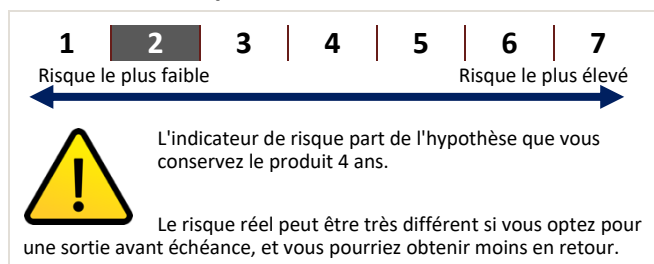 1 2 3 4 5 6 7
Risque le plus faible Risque le plus élevé
L'indicateur de risque part de l'hypothèse que vous
conservez le produit 4 ans.
Le risque réel peut être très différent si vous optez pour
une sortie avant échéance, et vous pourriez obtenir moins en retour.